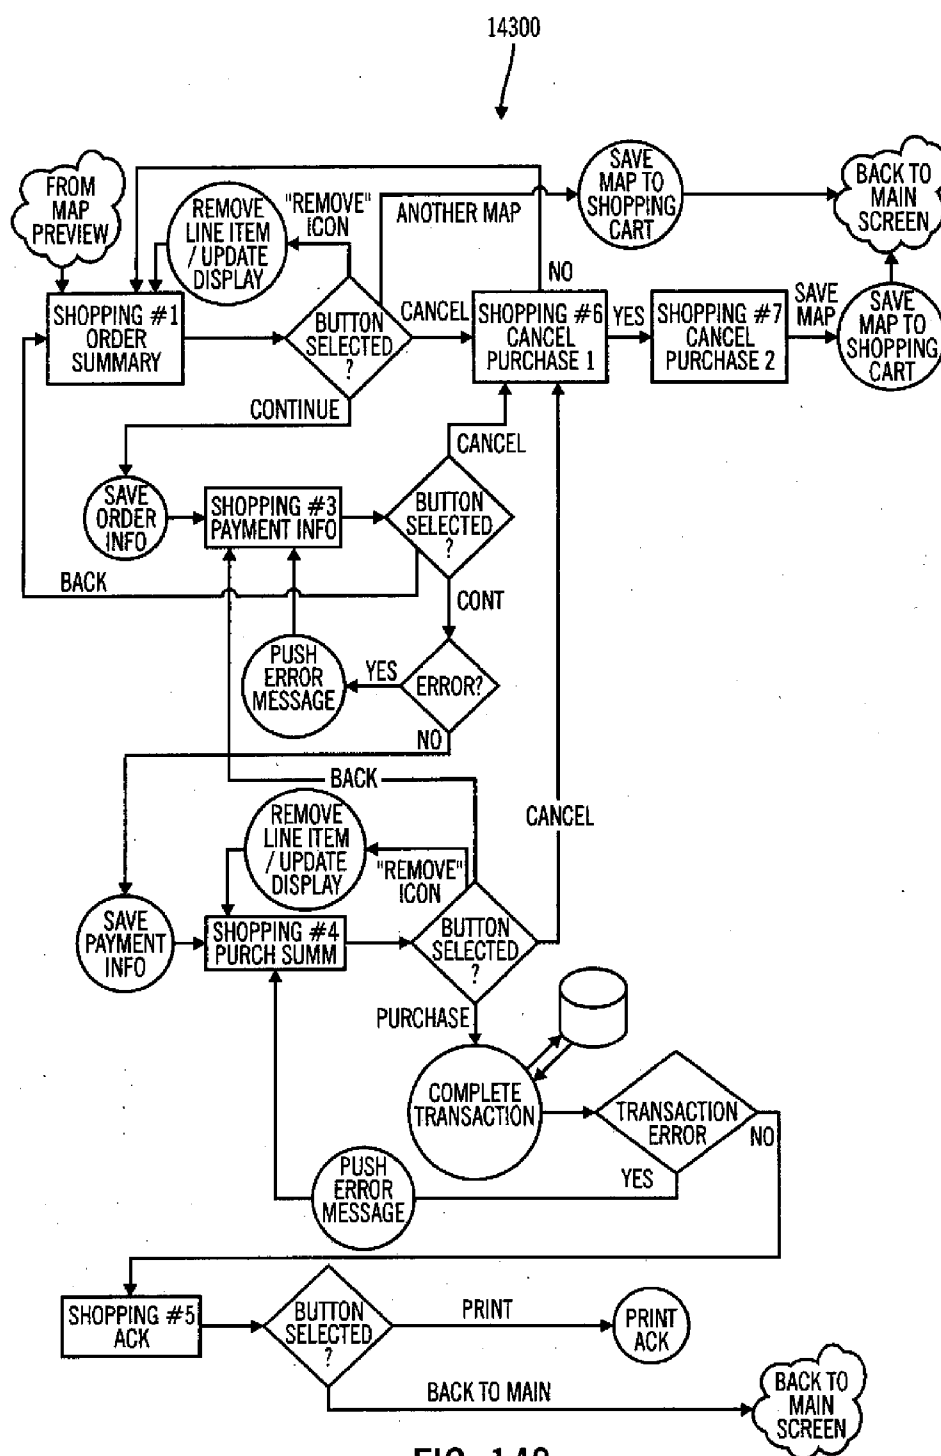 14300
FROM
MAP
PREVIEW
REMOVE
LINE ITEM
/ UPDATE
DISPLAY
"REMOVE"
ICON
ANOTHER MAP
SAVE
MAP TO
SHOPPING
CART
BACK TO
MAIN
SCREEN
SHOPPING #1
ORDER
SUMMARY
BUTTON
SELECTED
?
CANCEL
NO
SHOPPING #6
CANCEL
PURCHASE 1
YES
SHOPPING #7
CANCEL
PURCHASE 2
SAVE
MAP
SAVE
MAP TO
SHOPPING
CART
CONTINUE
CANCEL
SAVE
ORDER
INFO
SHOPPING #3
PAYMENT INFO
BUTTON
SELECTED
?
BACK
CONT
PUSH
ERROR
MESSAGE
YES
ERROR?
NO
BACK
REMOVE
LINE ITEM
/ UPDATE
DISPLAY
"REMOVE"
ICON
CANCEL
SAVE
PAYMENT
INFO
SHOPPING #4
PURCH SUMM
BUTTON
SELECTED
?
PURCHASE
COMPLETE
TRANSACTION
TRANSACTION
ERROR
NO
YES
PUSH
ERROR
MESSAGE
SHOPPING #5
ACK
BUTTON
SELECTED
?
PRINT
PRINT
ACK
BACK TO MAIN
BACK TO
MAIN
SCREEN